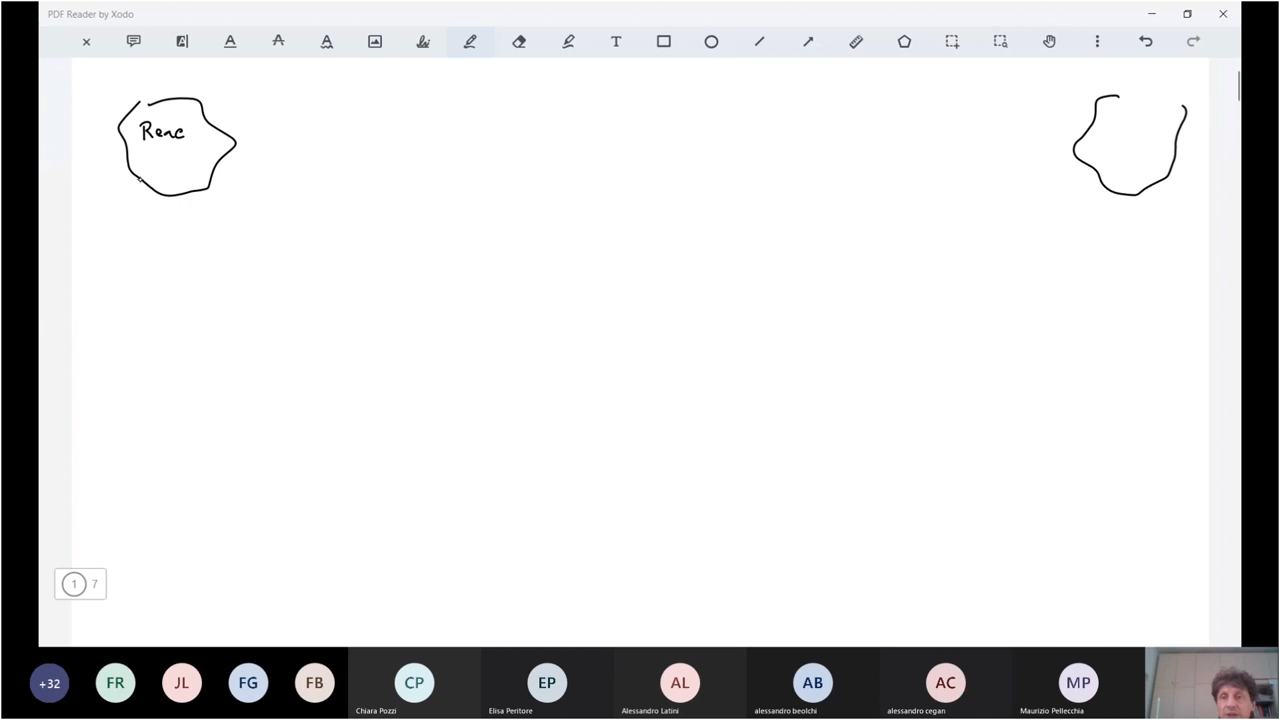 PDF Reader by Xodo
Reac
1 7
+32
FR
JL
FG
FB
CP
EP
AL
AB
AC
MP
Chiara Pozzi
Elisa Peritore
Alessandro Latini
alessandro beolchi
alessandro cegan
Maurizio Pellecchia